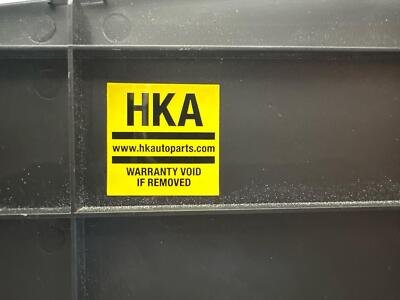 HKA
www.hkautoparts.com
WARRANTY VOID
IF REMOVED